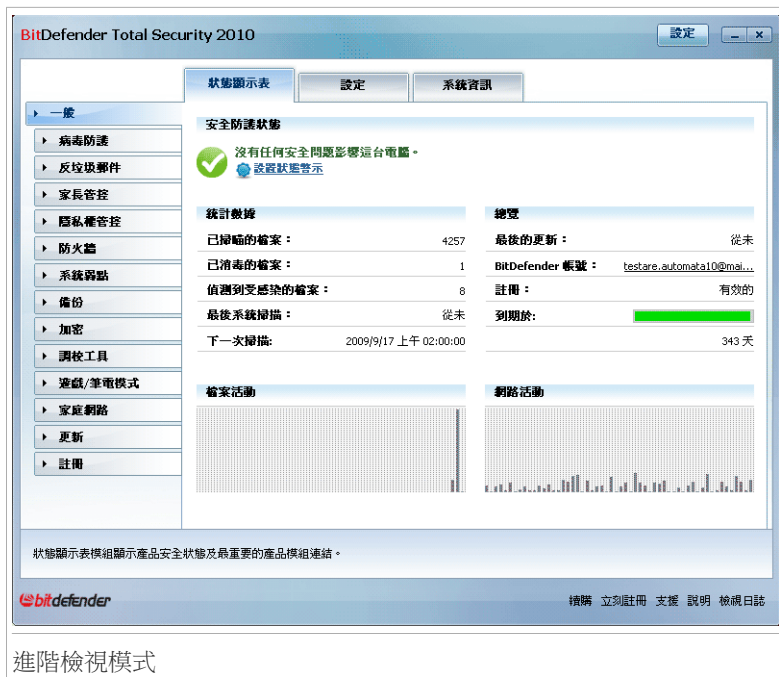 BitDefender Total Security 2010
設定
狀態顯示表 設定 系統資訊
一般
病毒防護
反垃圾郵件
家長管控
隱私權管控
防火牆
系統弱點
備份
加密
調校工具
遊戲/筆電模式
家庭網路
更新
註冊
安全防護狀態
沒有任何安全問題影響這台電腦。
設置狀態警示
統計數據
已掃瞄的檔案： 4257
已消毒的檔案： 1
偵測到受感染的檔案： 8
最後系統掃描： 從未
下一次掃描: 2009/9/17 上午 02:00:00
總覽
最後的更新： 從未
BitDefender 帳號： testare.automata10@mai...
註冊： 有效的
到期於:
343 天
檔案活動
網路活動
狀態顯示表模組顯示產品安全狀態及最重要的產品模組連結。
bitdefender
續購 立刻註冊 支援 說明 檢視日誌
進階檢視模式